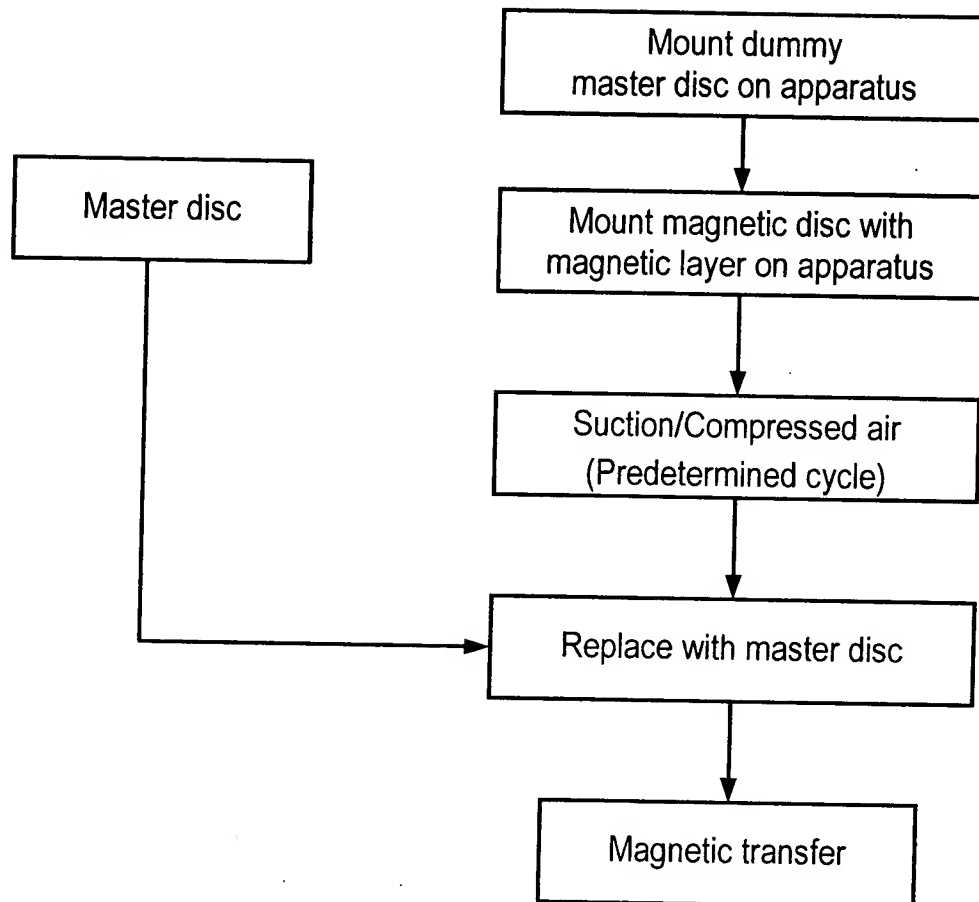 Mount dummy
master disc on apparatus
Master disc
Mount magnetic disc with
magnetic layer on apparatus
Suction/Compressed air
(Predetermined cycle)
Replace with master disc
Magnetic transfer